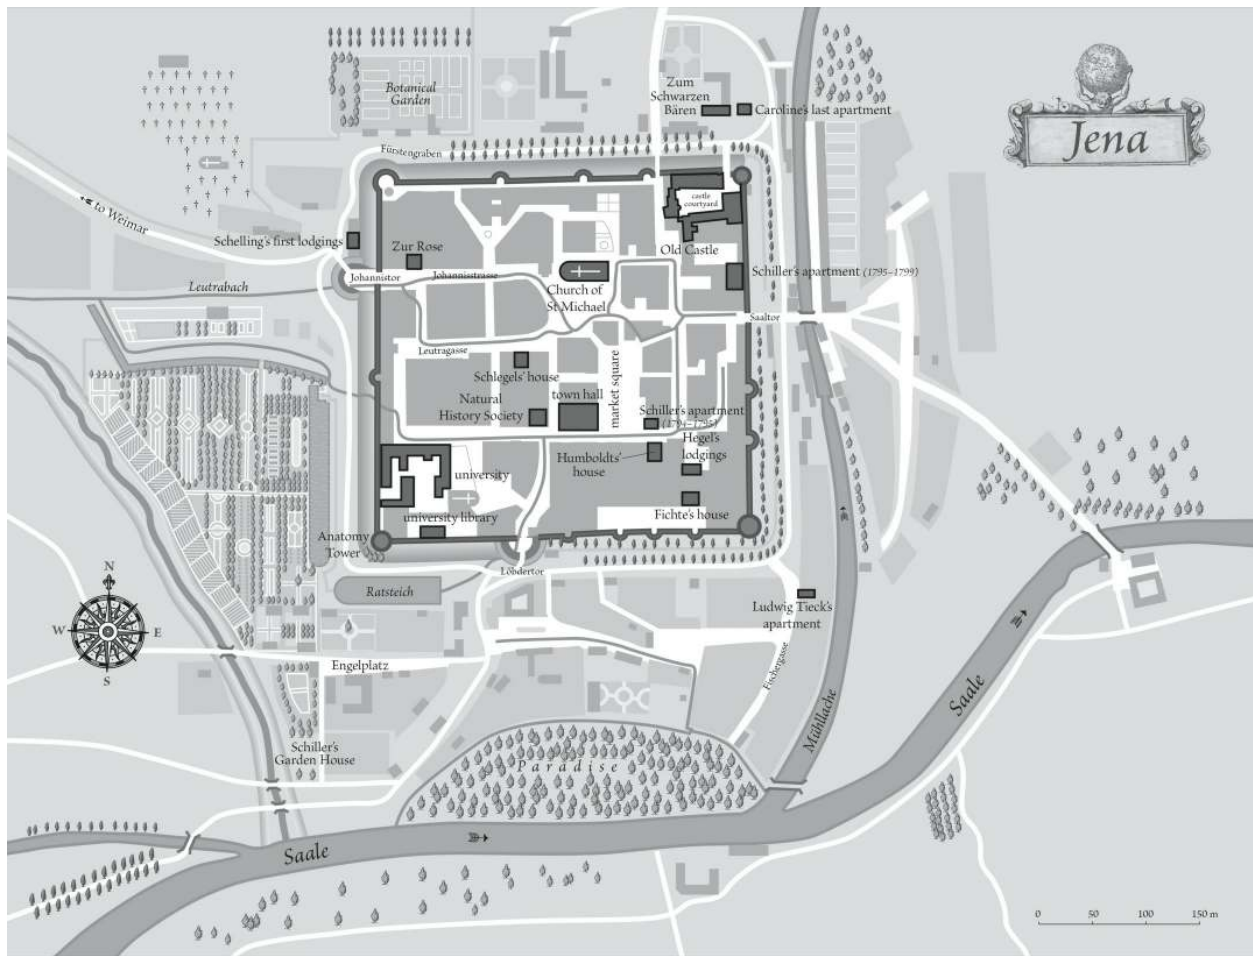 Jena
Botanical
Garden
Zum
Schwarzen
Bären
Caroline's last apartment
Fürstengraben
to Weimar
castle
courtyard
Schelling's first lodgings
Zur Rose
Old Castle
Johannistor
Johannisstrasse
Schiller's apartment (1795–1799)
Leutrabach
Church of
St Michael
Saaltor
Leutragasse
market square
Schlegels' house
Natural
History Society
town hall
Schiller's apartment
(1794–1795)
Hegel's
lodgings
Humboldts'
house
university
university library
Fichte's house
Anatomy
Tower
Löbdertor
Ratsteich
Ludwig Tieck's
apartment
N
W
E
S
Engelplatz
Fischergasse
Mühllache
Saale
Schiller's
Garden House
Paradise
Saale
0 50 100 150 m